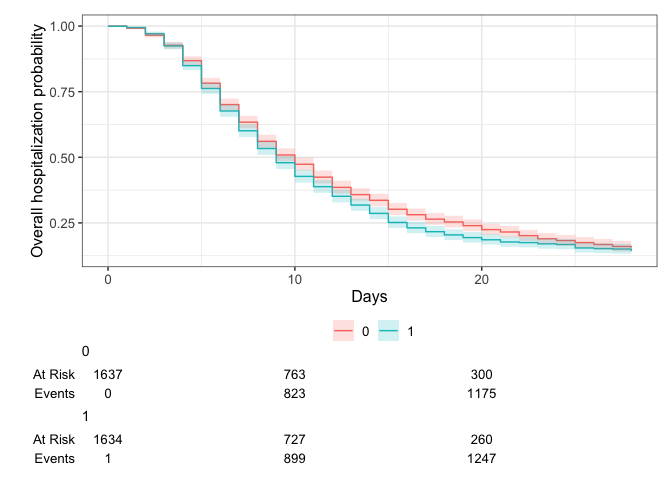 1.00
0.75
0.50
0.25
Overall hospitalization probability
0 10 20
Days
0 1
0
At Risk 1637 763 300
Events 0 823 1175
1
At Risk 1634 727 260
Events 1 899 1247